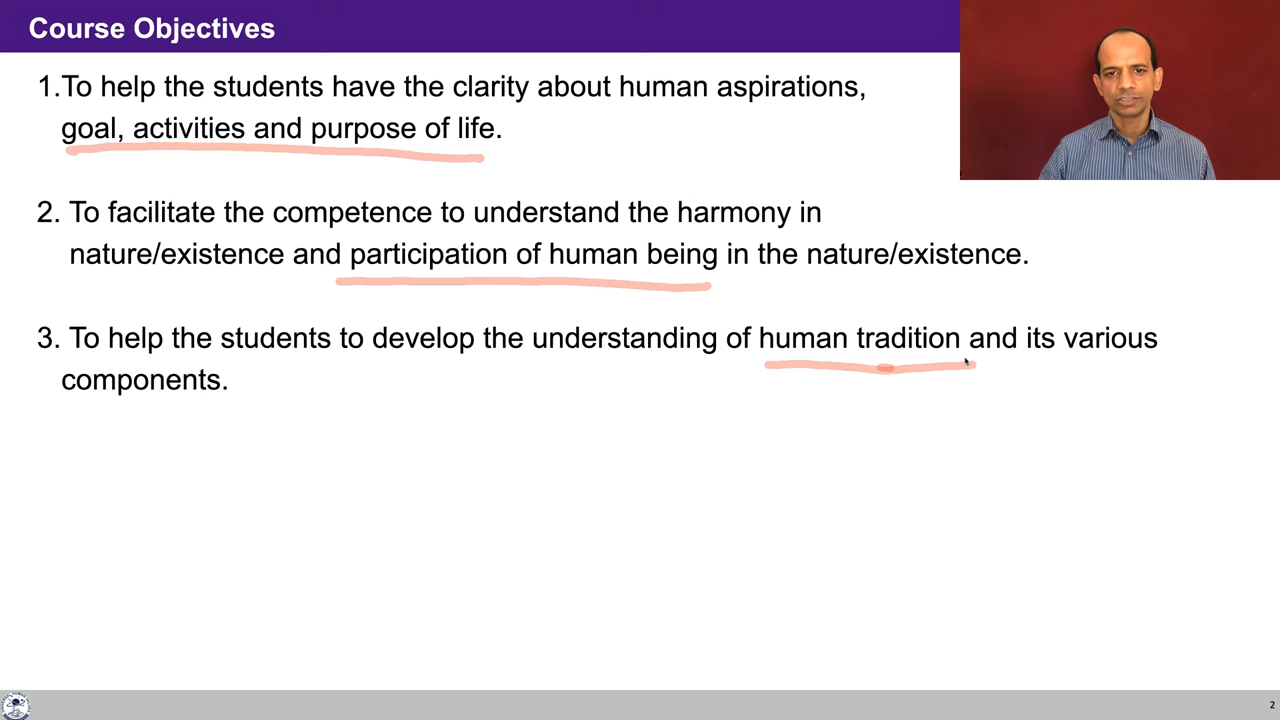 Course Objectives
1.To help the students have the clarity about human aspirations,
goal, activities and purpose of life.
2. To facilitate the competence to understand the harmony in
nature/existence and participation of human being in the nature/existence.
3. To help the students to develop the understanding of human tradition and its various
components.
2